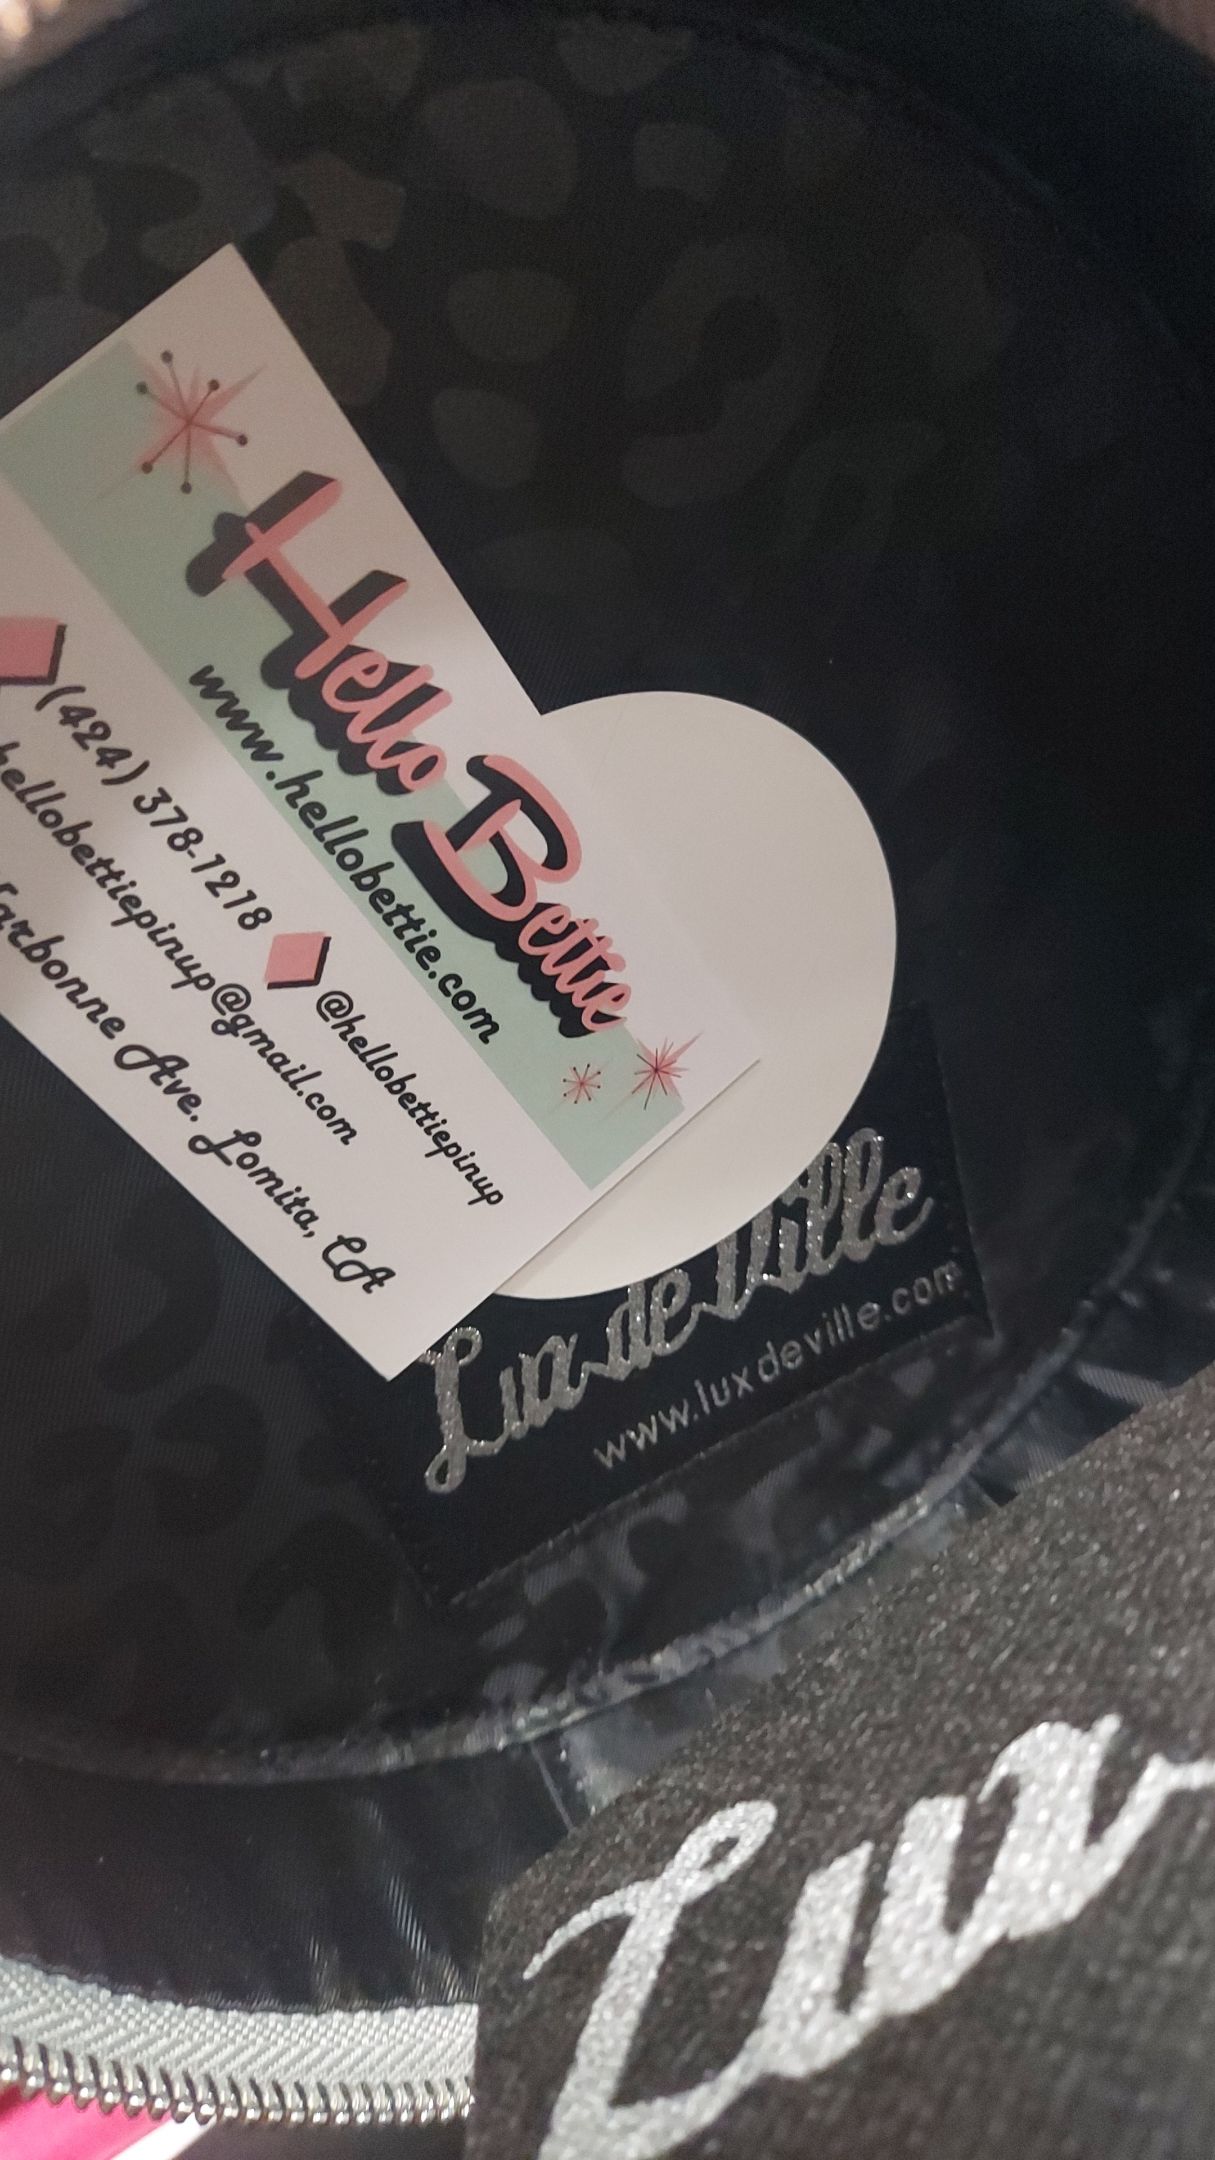 Hello Bettie
www.hellobettie.com
(424) 378-1218 @hellobettiepinup
hellobettiepinup@gmail.com
Ave. Lomita, CA
Lux de Ville
www.luxdeville.com
Lux